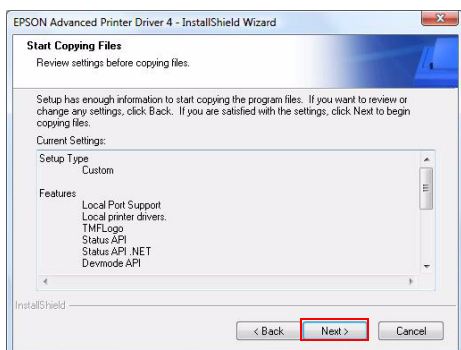 EPSON Advanced Printer Driver 4 - InstallShield Wizard
Start Copying Files
Review settings before copying files.
Setup has enough information to start copying the program files. If you want to review or
change any settings, click Back. If you are satisfied with the settings, click Next to begin
copying files.
Current Settings:
Setup Type
Custom
Features
Local Port Support
Local printer drivers.
TMFLogo
Status API
Status API .NET
Devmode API
InstallShield
< Back
Next >
Cancel